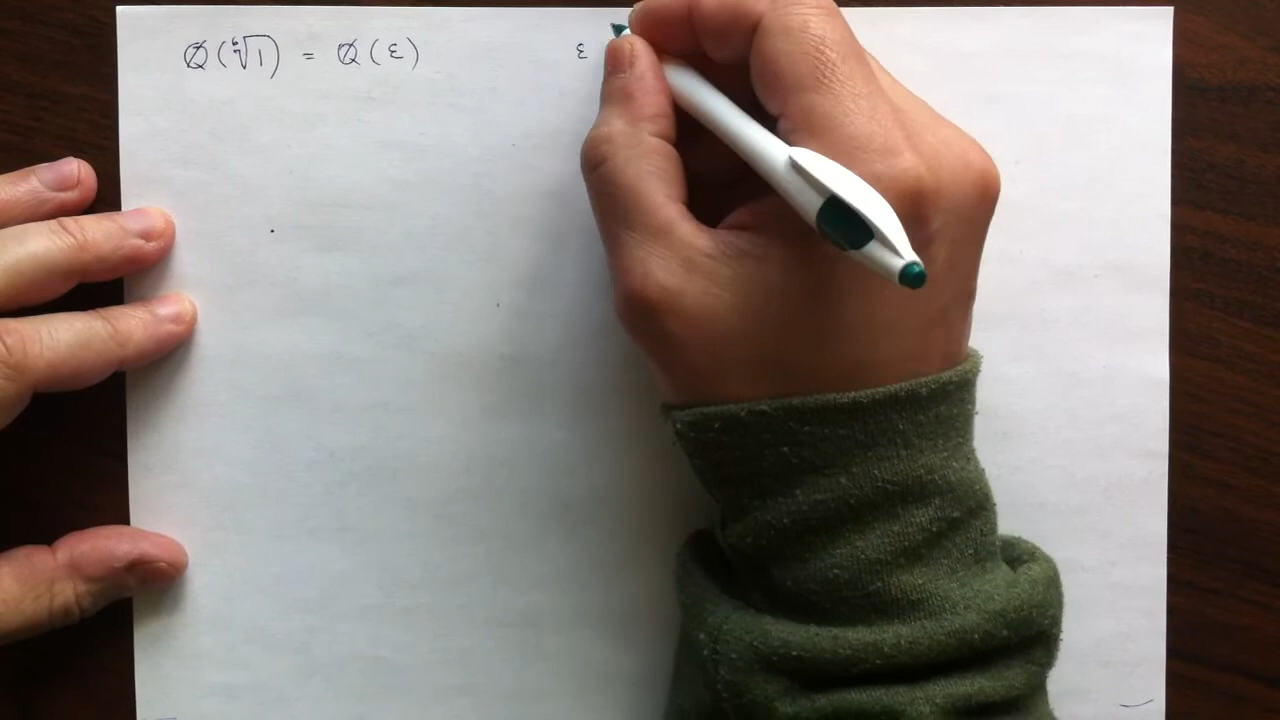 ℚ(⁶√1) = ℚ(ε) ε